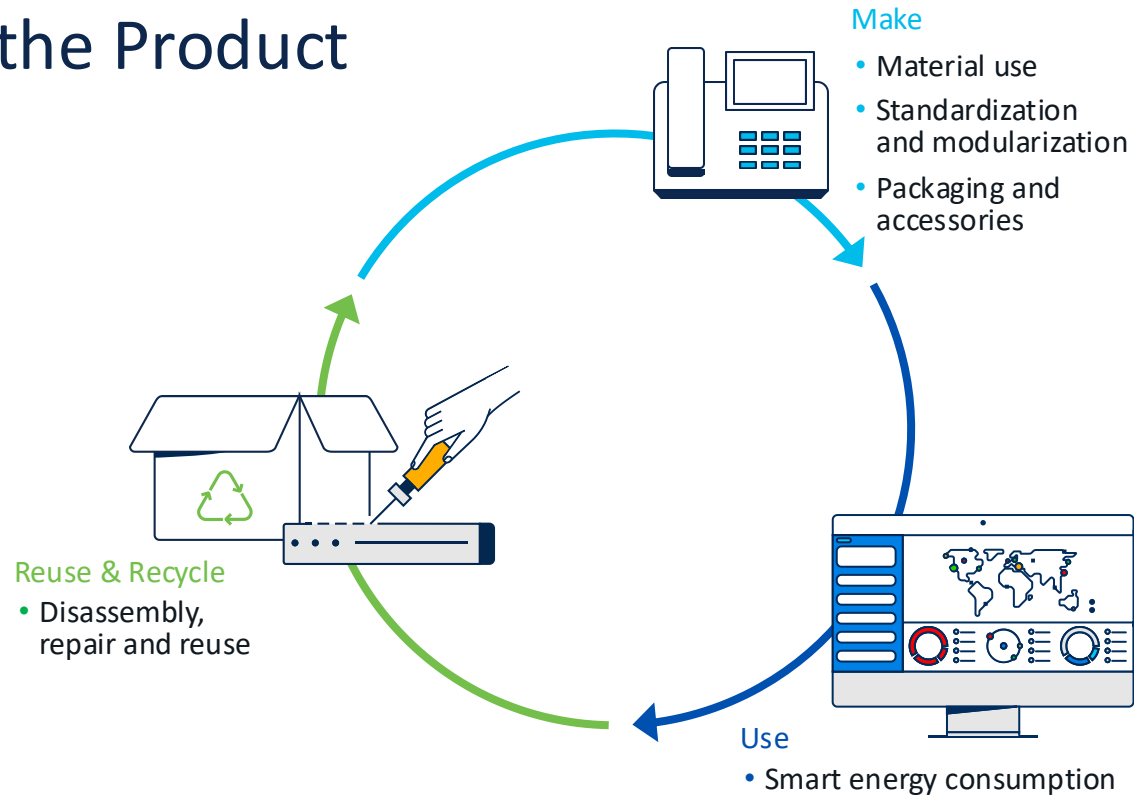 the Product
Make
• Material use
• Standardization
and modularization
• Packaging and
accessories
Reuse & Recycle
• Disassembly,
repair and reuse
Use
• Smart energy consumption